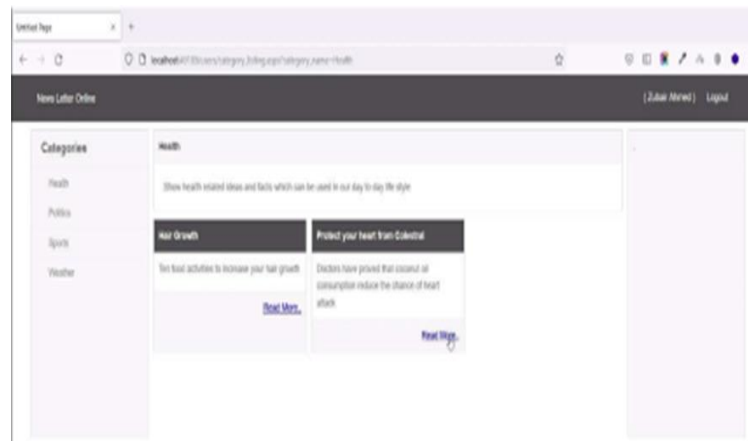 Untitled Page
News Letter Online
( Zubair Ahmed )
Logout
Categories
Health
Politics
Sports
Weather
Health
Show health related ideas and facts which can be used in our day to day life style
Hair Growth
Ten food activities to increase your hair growth
Read More..
Protect your heart from Colestral
Doctors have proved that coconut oil
consumption reduce the chance of heart
attack
Read More..